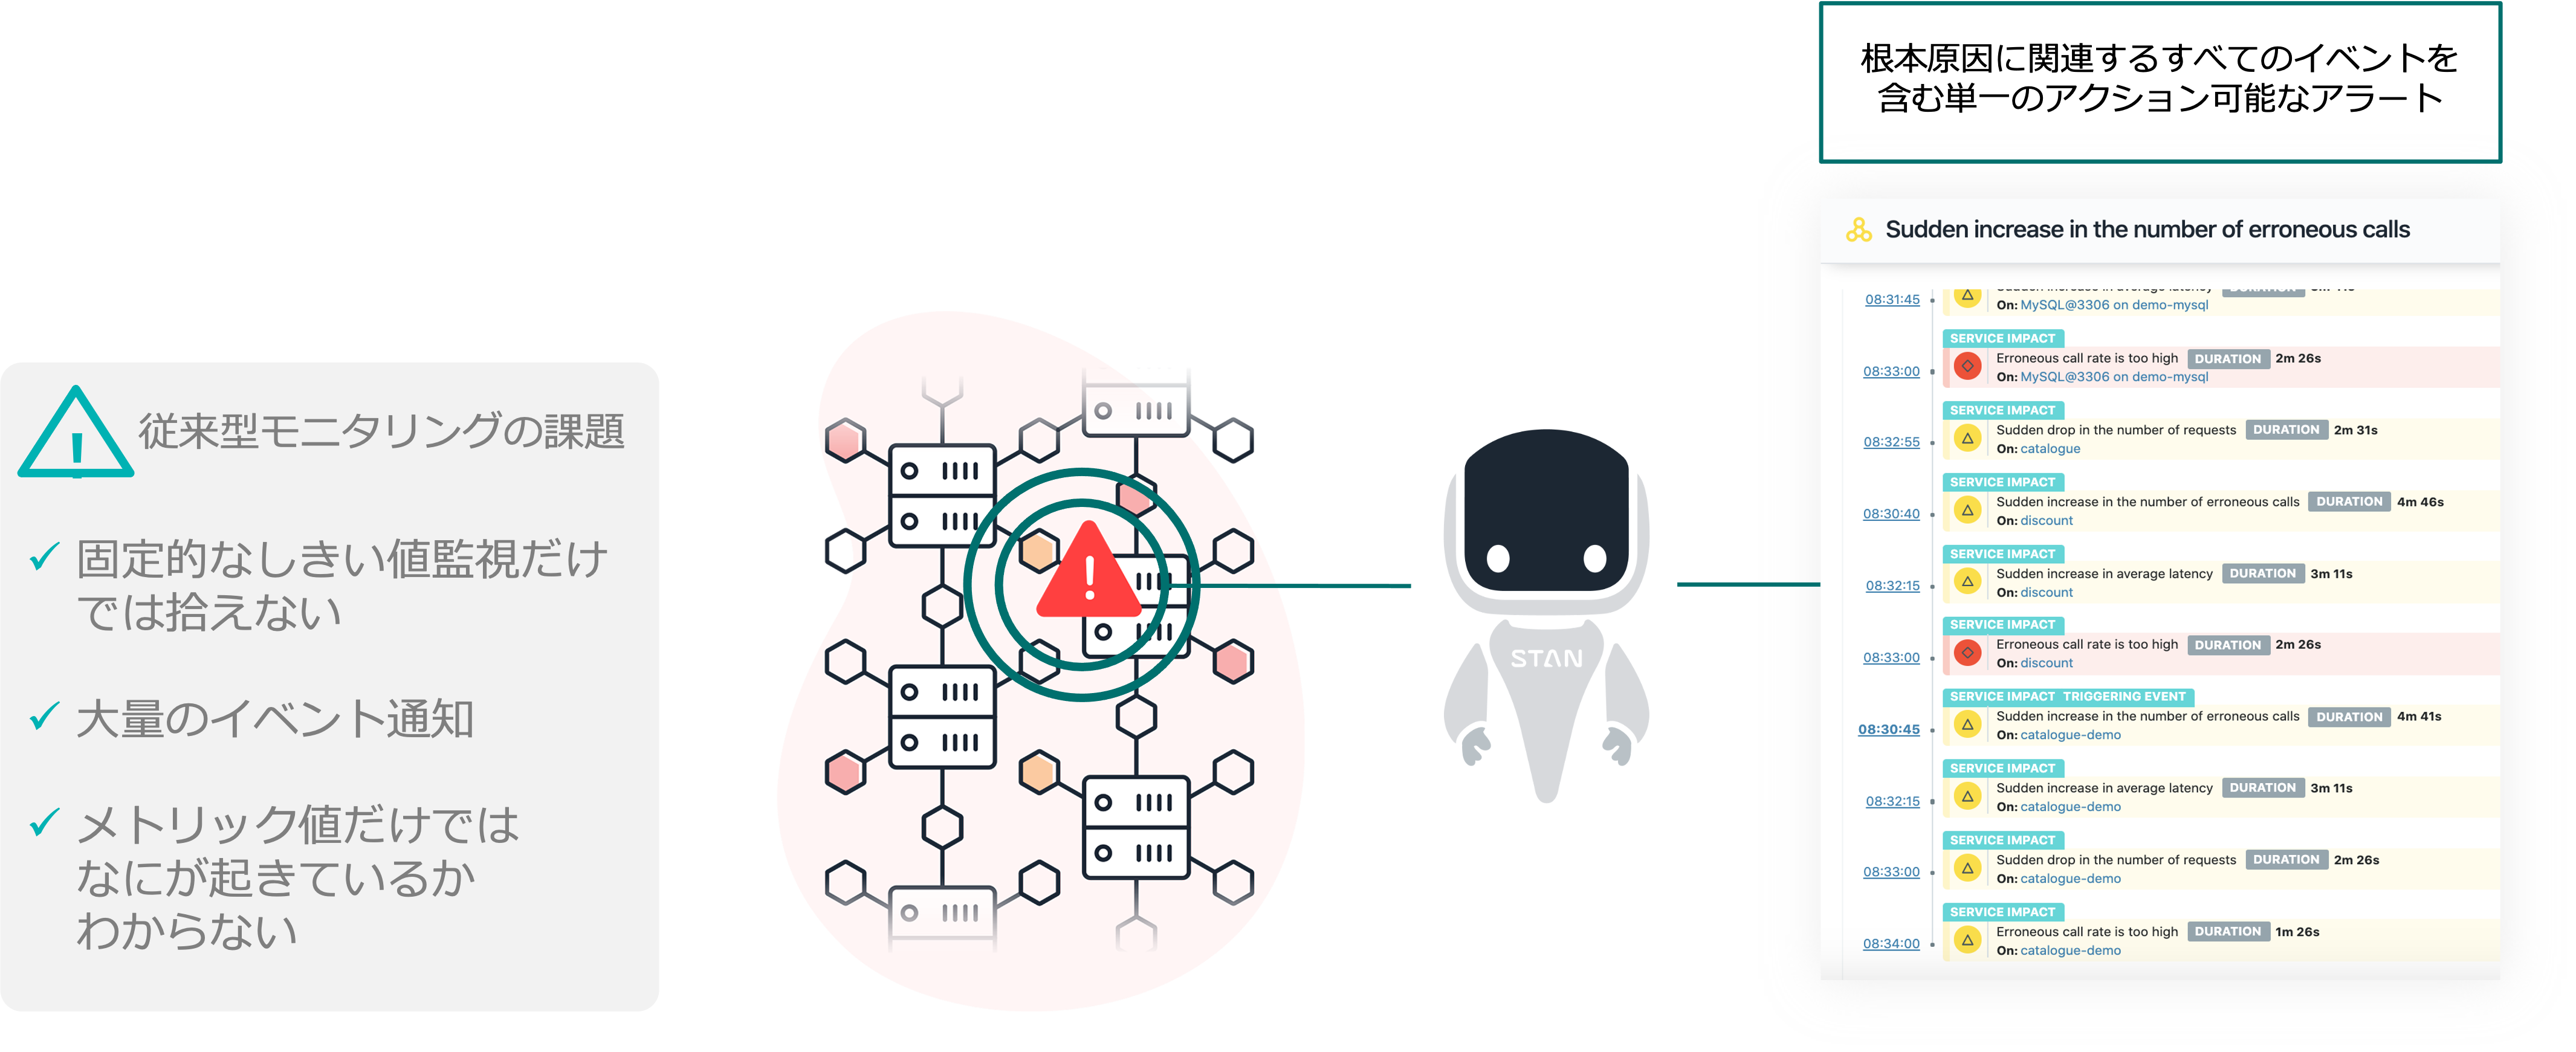 従来型モニタリングの課題
固定的なしきい値監視だけ
では拾えない
大量のイベント通知
メトリック値だけでは
なにが起きているか
わからない
STAN
根本原因に関連するすべてのイベントを
含む単一のアクション可能なアラート
Sudden increase in the number of erroneous calls
08:31:45
Sudden increase in average latency DURATION
On: MySQL@3306 on demo-mysql
SERVICE IMPACT
Erroneous call rate is too high DURATION 2m 26s
08:33:00
On: MySQL@3306 on demo-mysql
SERVICE IMPACT
Sudden drop in the number of requests DURATION 2m 31s
08:32:55
On: catalogue
SERVICE IMPACT
Sudden increase in the number of erroneous calls DURATION 4m 46s
08:30:40
On: discount
SERVICE IMPACT
Sudden increase in average latency DURATION 3m 11s
08:32:15
On: discount
SERVICE IMPACT
Erroneous call rate is too high DURATION 2m 26s
08:33:00
On: discount
SERVICE IMPACT TRIGGERING EVENT
Sudden increase in the number of erroneous calls DURATION 4m 41s
08:30:45
On: catalogue-demo
SERVICE IMPACT
Sudden increase in average latency DURATION 3m 11s
08:32:15
On: catalogue-demo
SERVICE IMPACT
Sudden drop in the number of requests DURATION 2m 26s
08:33:00
On: catalogue-demo
SERVICE IMPACT
Erroneous call rate is too high DURATION 1m 26s
08:34:00
On: catalogue-demo